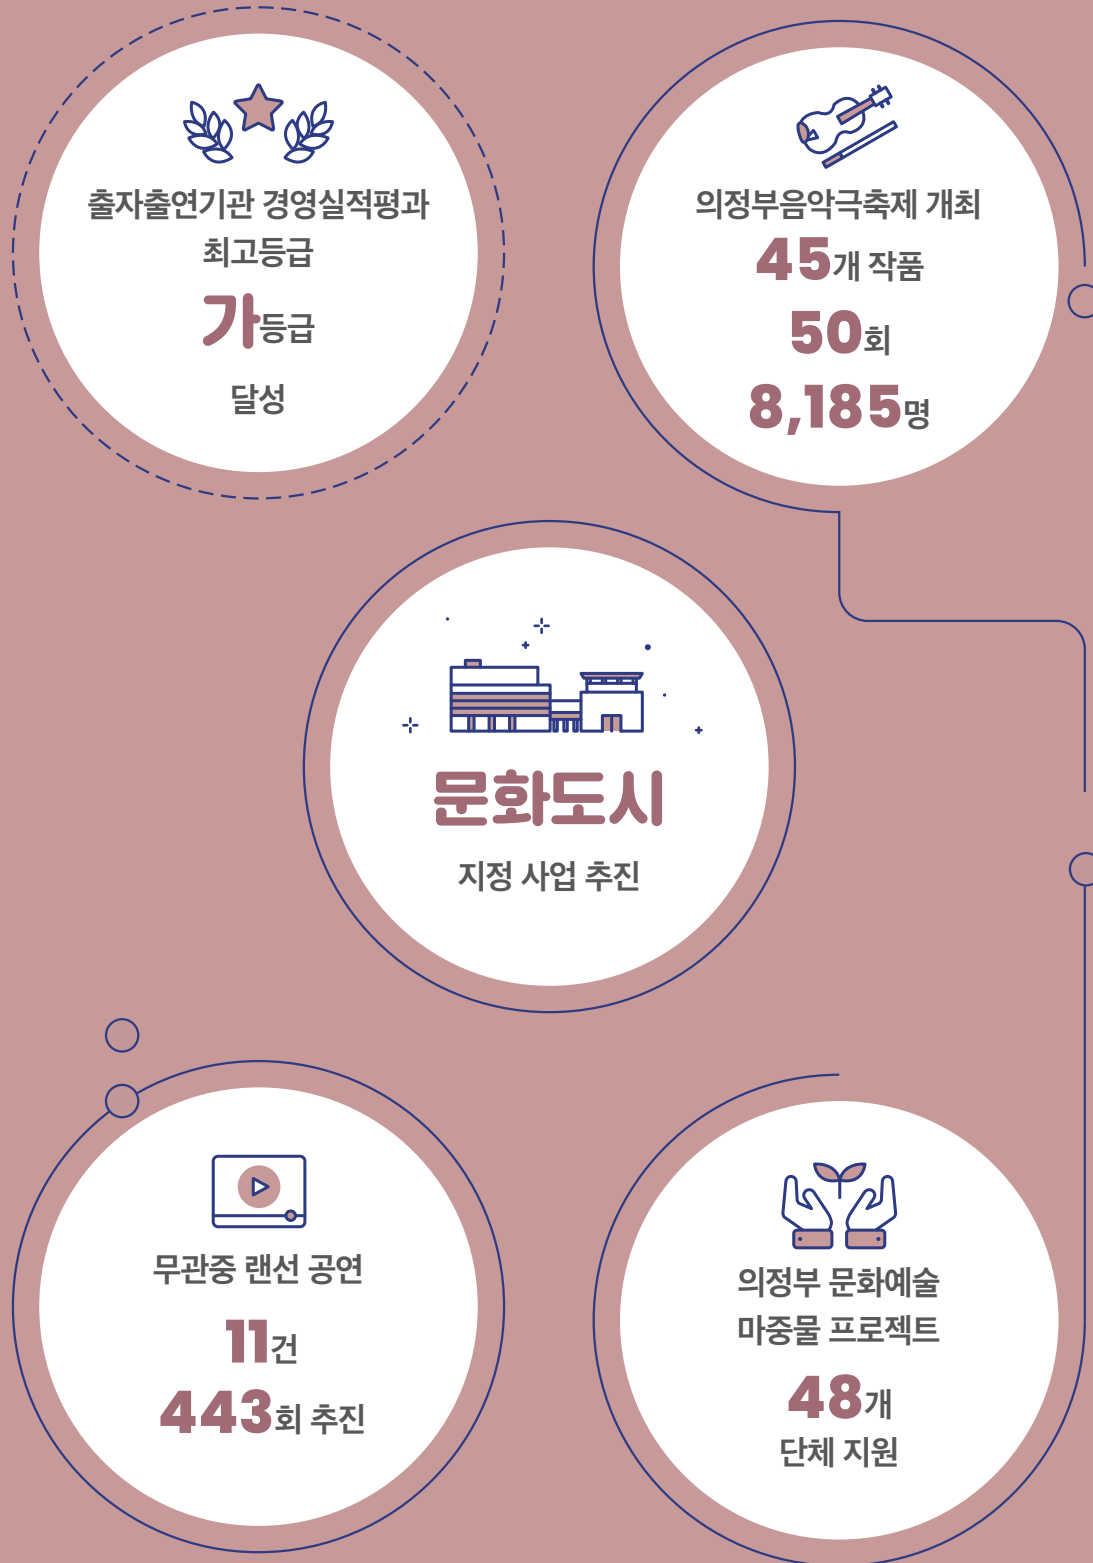 출자출연기관 경영실적평과
최고등급
가등급
달성
의정부음악극축제 개최
45개 작품
50회
8,185명
문화도시
지정 사업 추진
무관중 랜선 공연
11건
443회 추진
의정부 문화예술
마중물 프로젝트
48개
단체 지원